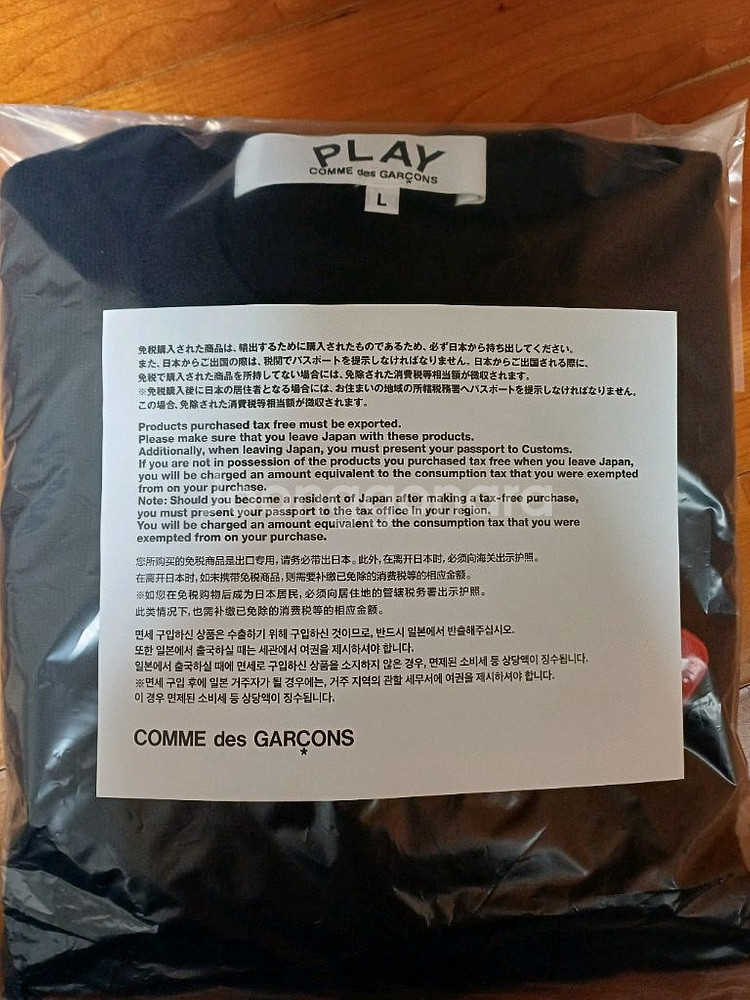 PLAY
COMME des GARÇONS
L
免税購入された商品は、輸出するために購入されたものであるため、必ず日本から持ち出してください。
また、日本からご出国の際は、税関でパスポートを提示しなければなりません。日本からご出国される際に、
免税で購入された商品を所持してない場合には、免除された消費税等相当額が徴収されます。
※免税購入後に日本の居住者となる場合には、お住まいの地域の所轄税務署へパスポートを提示しなければなりません。
この場合、免除された消費税等相当額が徴収されます。
Products purchased tax free must be exported.
Please make sure that you leave Japan with these products.
Additionally, when leaving Japan, you must present your passport to Customs.
If you are not in possession of the products you purchased tax free when you leave Japan,
you will be charged an amount equivalent to the consumption tax that you were exempted
from on your purchase.
Note: Should you become a resident of Japan after making a tax-free purchase,
you must present your passport to the tax office in your region.
You will be charged an amount equivalent to the consumption tax that you were
exempted from on your purchase.
您所购买的免税商品是出口专用，请务必带出日本。此外，在离开日本时，必须向海关出示护照。
在离开日本时，如未携带免税商品，则需要补缴已免除的消费税等的相应金额。
※如您在免税购物后成为日本居民，必须向居住地的管辖税务署出示护照。
此类情况下，也需补缴已免除的消费税等的相应金额。
면세 구입하신 상품은 수출하기 위해 구입하신 것이므로, 반드시 일본에서 반출해주십시오.
또한 일본에서 출국하실 때는 세관에서 여권을 제시하셔야 합니다.
일본에서 출국하실 때에 면세로 구입하신 상품을 소지하지 않은 경우, 면제된 소비세 등 상당액이 징수됩니다.
※면세 구입 후에 일본 거주자가 될 경우에는, 거주 지역의 관할 세무서에 여권을 제시하셔야 합니다.
이 경우 면제된 소비세 등 상당액이 징수됩니다.
COMME des GARÇONS